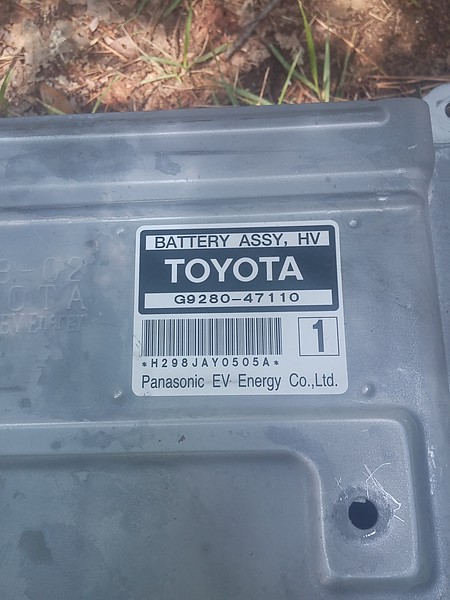 BATTERY ASSY, HV
TOYOTA
G9280-47110
1
*H298JAY0505A*
Panasonic EV Energy Co.,Ltd.